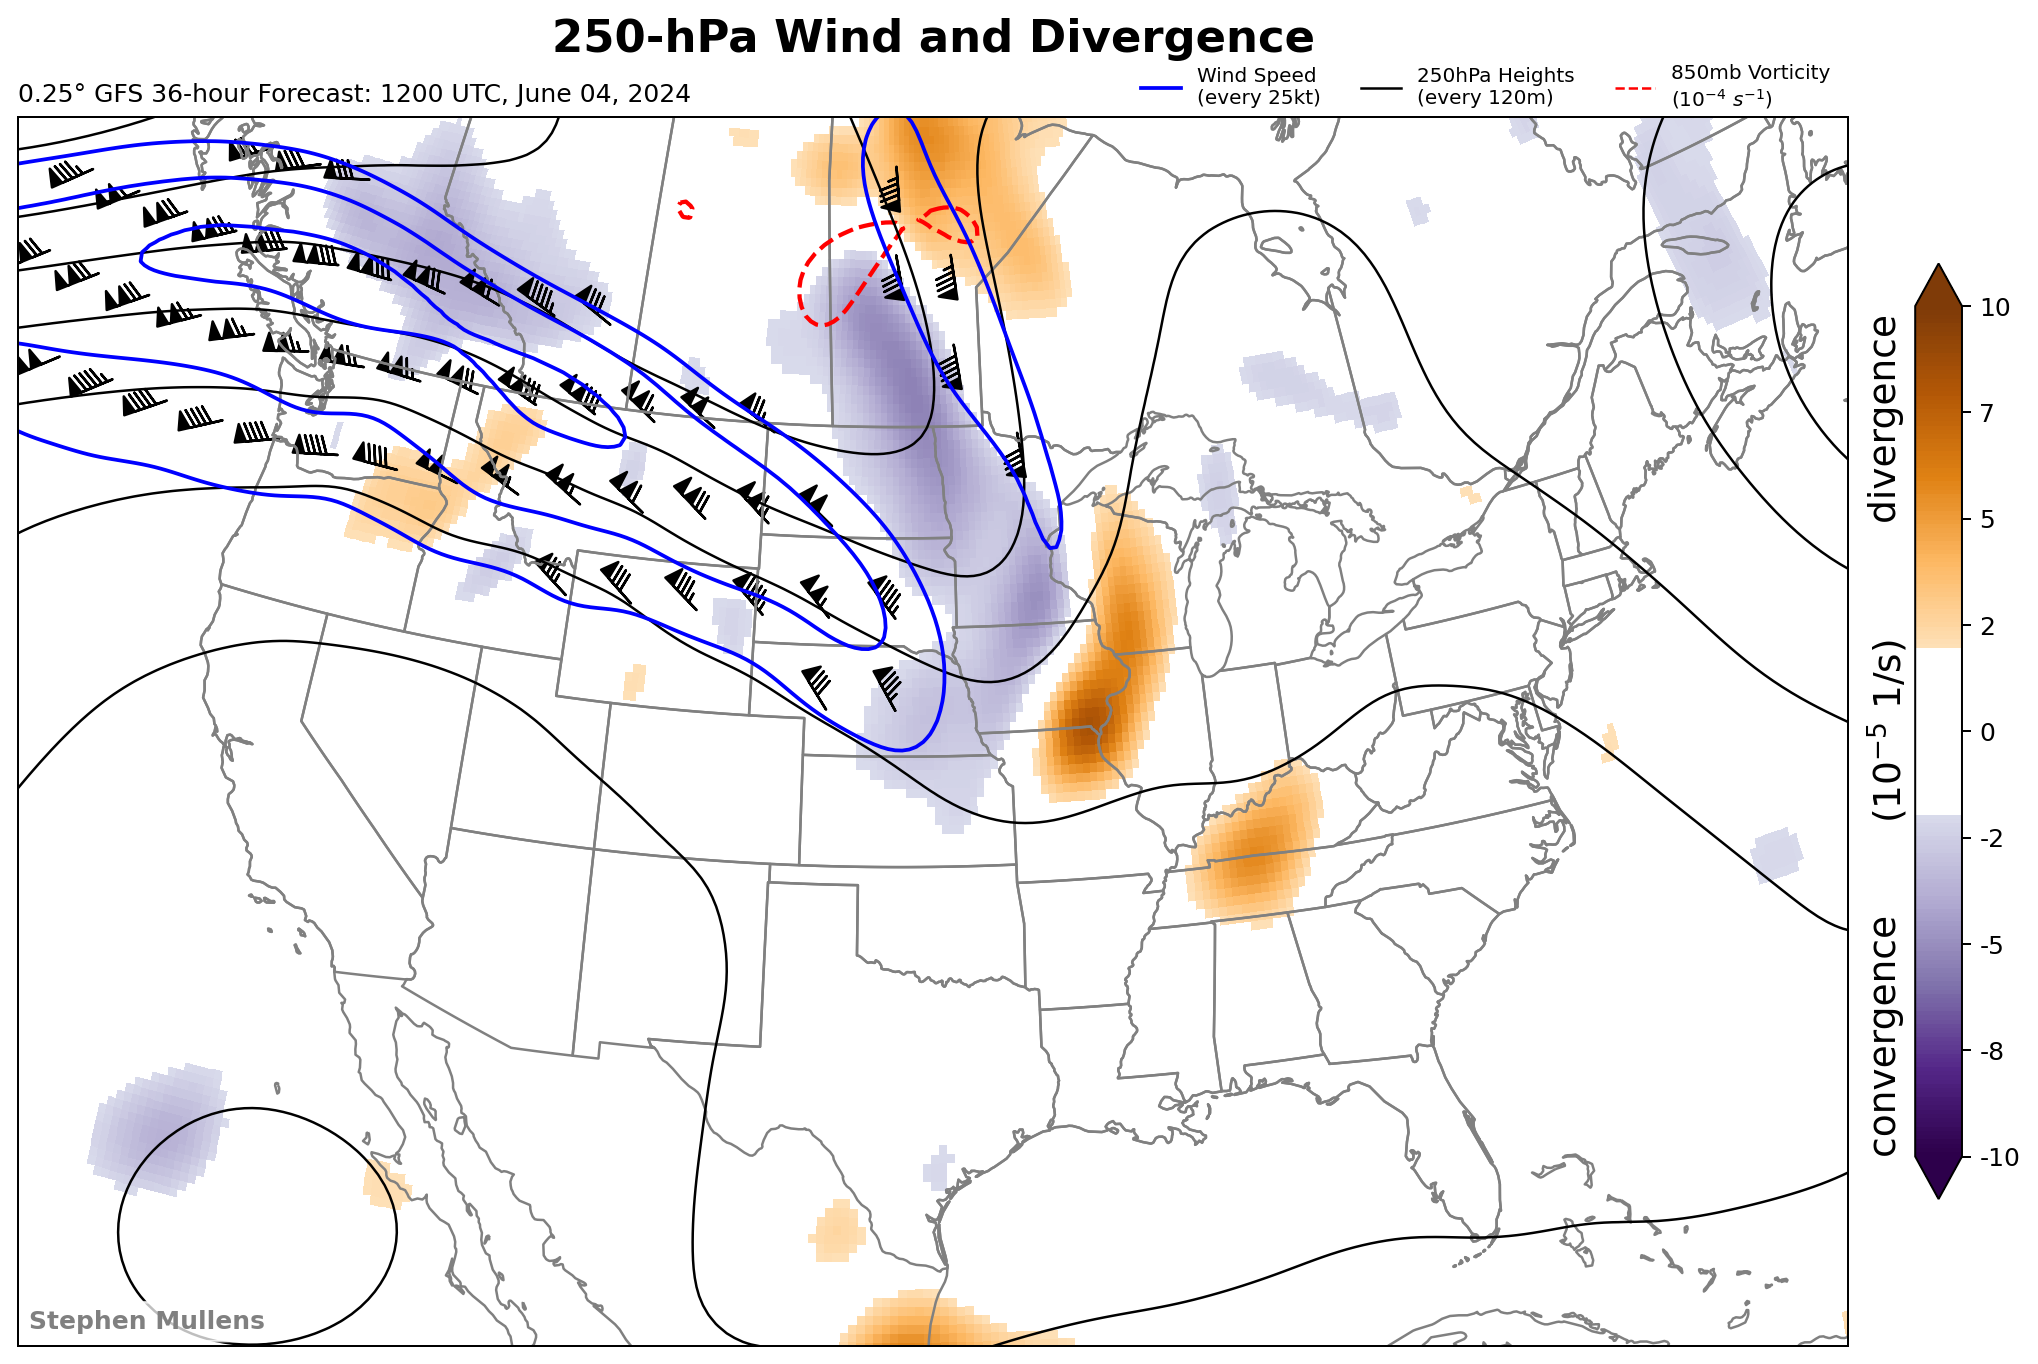 250-hPa Wind and Divergence
0.25° GFS 36-hour Forecast: 1200 UTC, June 04, 2024
Wind Speed
(every 25kt)
250hPa Heights
(every 120m)
850mb Vorticity
(10⁻⁴ s⁻¹)
10
7
5
2
0
-2
-5
-8
-10
convergence (10⁻⁵ 1/s) divergence
Stephen Mullens